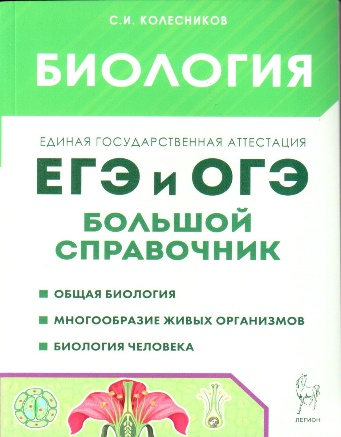 С.И. КОЛЕСНИКОВ
БИОЛОГИЯ
ЕДИНАЯ ГОСУДАРСТВЕННАЯ АТТЕСТАЦИЯ
ЕГЭ и ОГЭ
БОЛЬШОЙ
СПРАВОЧНИК
ОБЩАЯ БИОЛОГИЯ
МНОГООБРАЗИЕ ЖИВЫХ ОРГАНИЗМОВ
БИОЛОГИЯ ЧЕЛОВЕКА
ЛЕГИОН